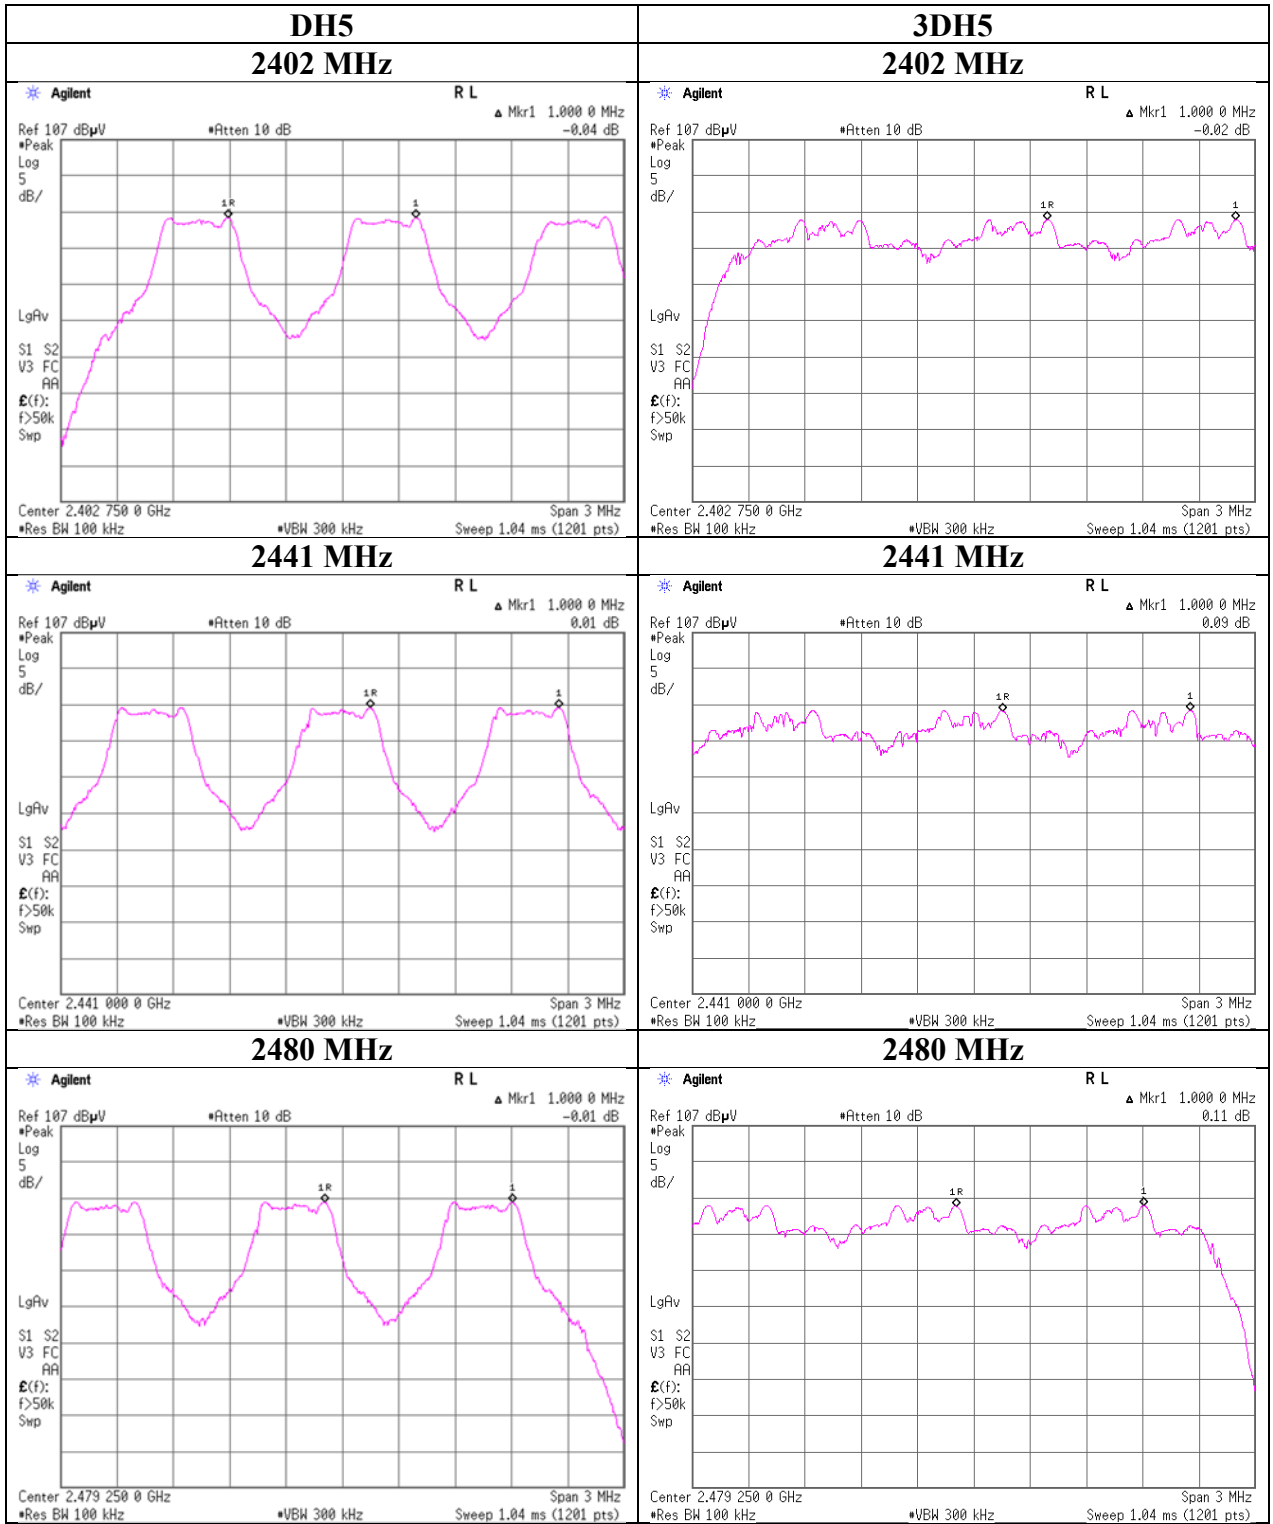 DH5 3DH5
2402 MHz 2402 MHz
Agilent R L
Δ Mkr1 1.000 0 MHz
Ref 107 dBµV #Atten 10 dB -0.04 dB
#Peak
Log
5
dB/
1R 1
LgAv
S1 S2
V3 FC
AA
£(f):
f>50k
Swp
Center 2.402 750 0 GHz Span 3 MHz
#Res BW 100 kHz #VBW 300 kHz Sweep 1.04 ms (1201 pts)
Agilent R L
Δ Mkr1 1.000 0 MHz
Ref 107 dBµV #Atten 10 dB -0.02 dB
#Peak
Log
5
dB/
1R 1
LgAv
S1 S2
V3 FC
AA
£(f):
f>50k
Swp
Center 2.402 750 0 GHz Span 3 MHz
#Res BW 100 kHz #VBW 300 kHz Sweep 1.04 ms (1201 pts)
2441 MHz 2441 MHz
Agilent R L
Δ Mkr1 1.000 0 MHz
Ref 107 dBµV #Atten 10 dB 0.01 dB
#Peak
Log
5
dB/
1R 1
LgAv
S1 S2
V3 FC
AA
£(f):
f>50k
Swp
Center 2.441 000 0 GHz Span 3 MHz
#Res BW 100 kHz #VBW 300 kHz Sweep 1.04 ms (1201 pts)
Agilent R L
Δ Mkr1 1.000 0 MHz
Ref 107 dBµV #Atten 10 dB 0.09 dB
#Peak
Log
5
dB/
1R 1
LgAv
S1 S2
V3 FC
AA
£(f):
f>50k
Swp
Center 2.441 000 0 GHz Span 3 MHz
#Res BW 100 kHz #VBW 300 kHz Sweep 1.04 ms (1201 pts)
2480 MHz 2480 MHz
Agilent R L
Δ Mkr1 1.000 0 MHz
Ref 107 dBµV #Atten 10 dB -0.01 dB
#Peak
Log
5
dB/
1R 1
LgAv
S1 S2
V3 FC
AA
£(f):
f>50k
Swp
Center 2.479 250 0 GHz Span 3 MHz
#Res BW 100 kHz #VBW 300 kHz Sweep 1.04 ms (1201 pts)
Agilent R L
Δ Mkr1 1.000 0 MHz
Ref 107 dBµV #Atten 10 dB 0.11 dB
#Peak
Log
5
dB/
1R 1
LgAv
S1 S2
V3 FC
AA
£(f):
f>50k
Swp
Center 2.479 250 0 GHz Span 3 MHz
#Res BW 100 kHz #VBW 300 kHz Sweep 1.04 ms (1201 pts)